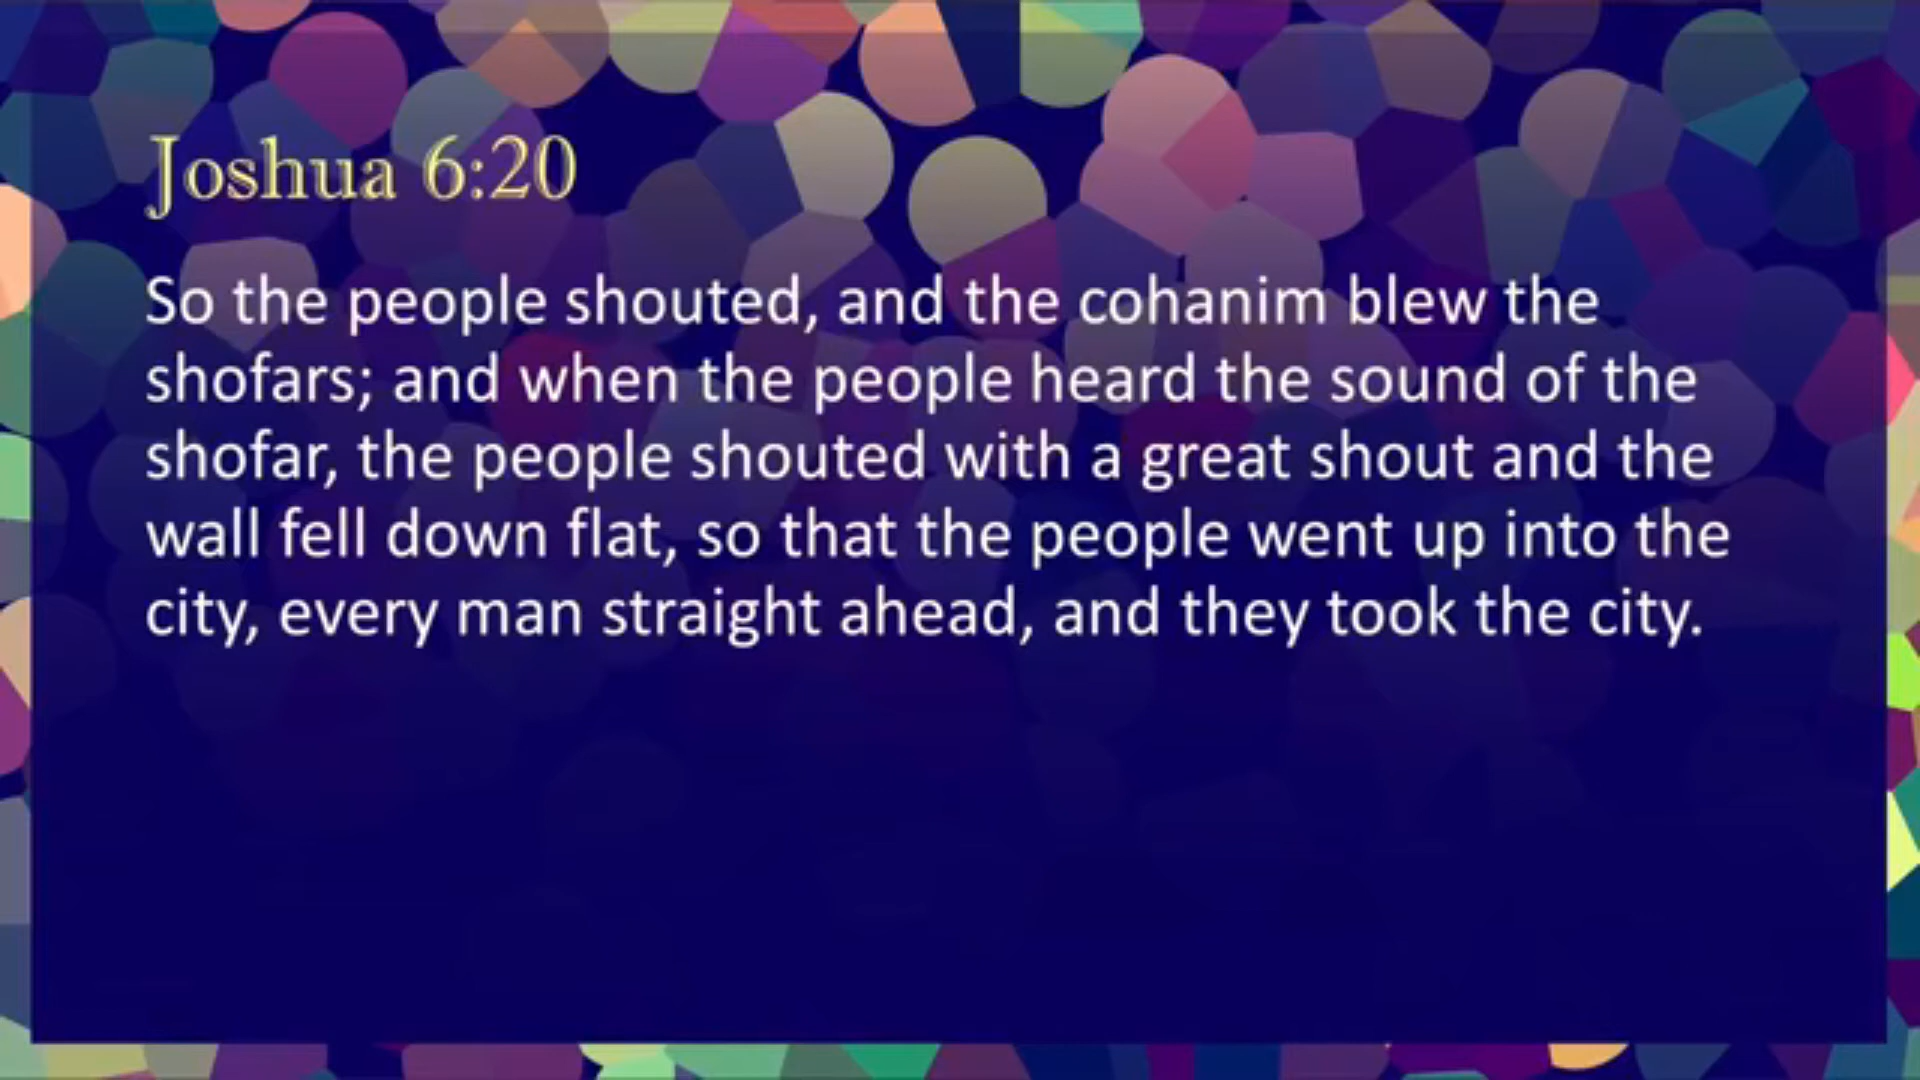 Joshua 6:20
So the people shouted, and the cohanim blew the
shofars; and when the people heard the sound of the
shofar, the people shouted with a great shout and the
wall fell down flat, so that the people went up into the
city, every man straight ahead, and they took the city.